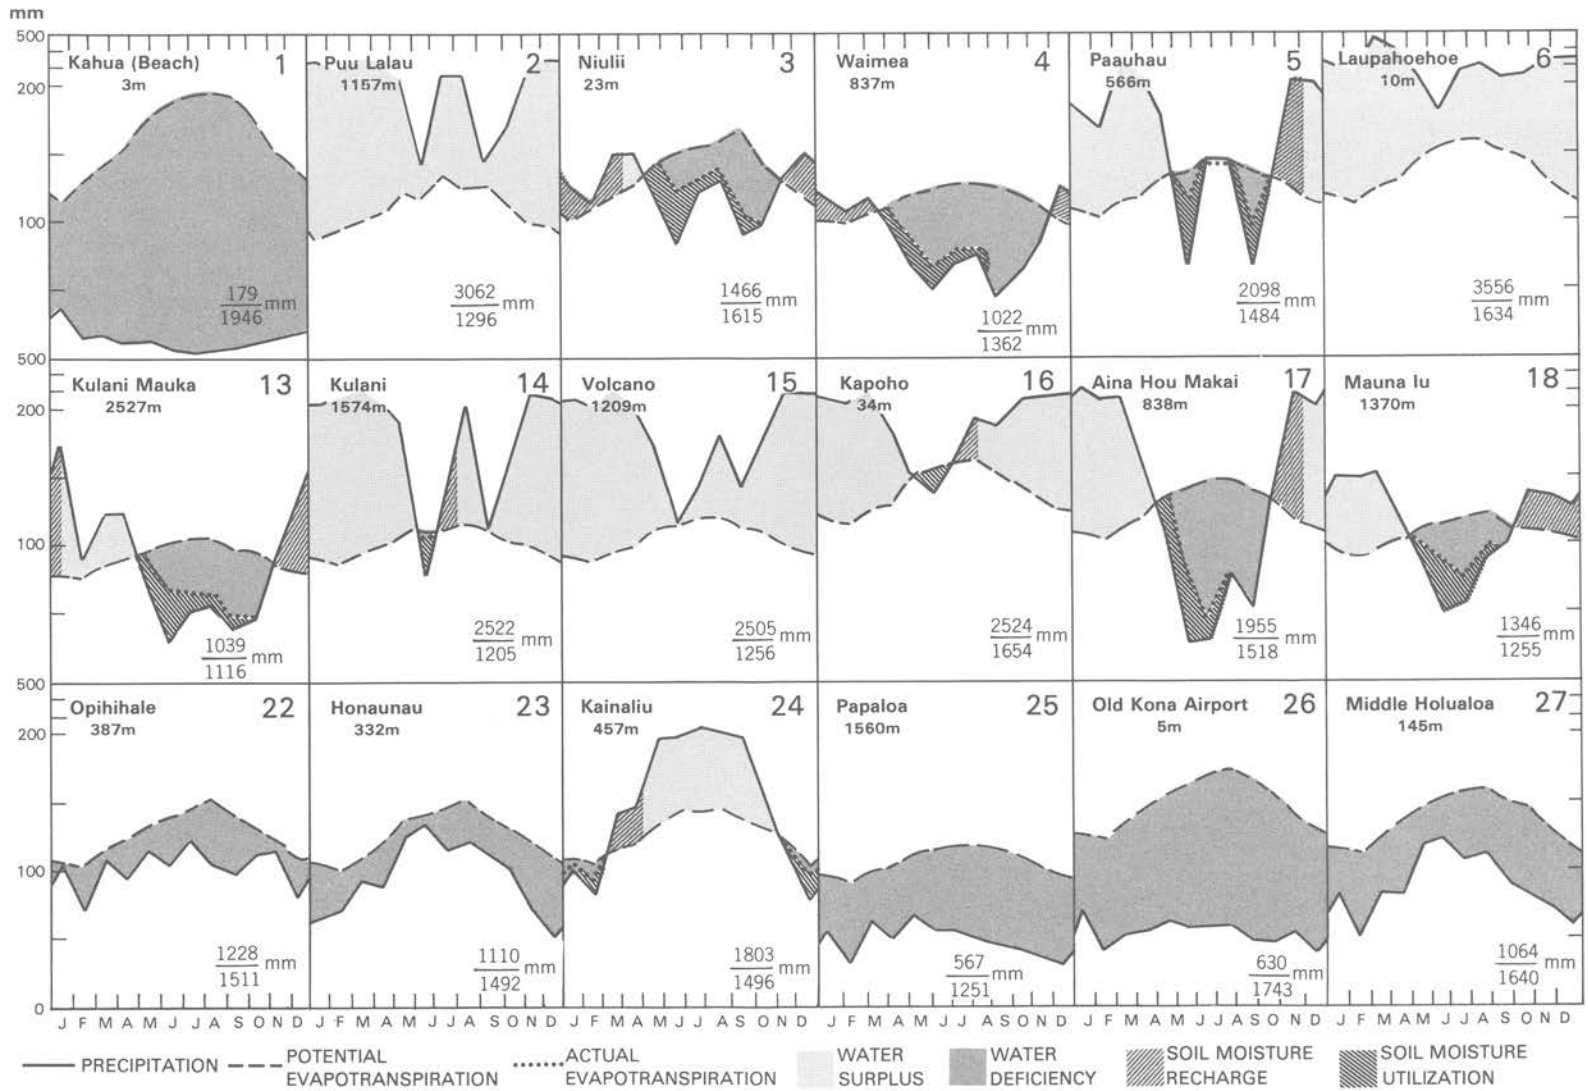 mm
500
200
100
Kahua (Beach) 1
3m
179
1946 mm
Puu Lalau 2
1157m
3062
1296 mm
Niulii 3
23m
1466
1615 mm
Waimea 4
837m
1022
1362 mm
Paauhau 5
566m
2098
1484 mm
Laupahoehoe 6
10m
3556
1634 mm
500
200
100
Kulani Mauka 13
2527m
1039
1116 mm
Kulani 14
1574m
2522
1205 mm
Volcano 15
1209m
2505
1256 mm
Kapoho 16
34m
2524
1654 mm
Aina Hou Makai 17
838m
1955
1518 mm
Mauna Iu 18
1370m
1346
1255 mm
500
200
100
0
Opihihale 22
387m
1228
1511 mm
Honaunau 23
332m
1110
1492 mm
Kainaliu 24
457m
1803
1496 mm
Papaloa 25
1560m
567
1251 mm
Old Kona Airport 26
5m
630
1743 mm
Middle Holualoa 27
145m
1064
1640 mm
J F M A M J J A S O N D J F M A M J J A S O N D J F M A M J J A S O N D J F M A M J J A S O N D J F M A M J J A S O N D J F M A M J J A S O N D
PRECIPITATION
POTENTIAL
EVAPOTRANSPIRATION
ACTUAL
EVAPOTRANSPIRATION
WATER
SURPLUS
WATER
DEFICIENCY
SOIL MOISTURE
RECHARGE
SOIL MOISTURE
UTILIZATION